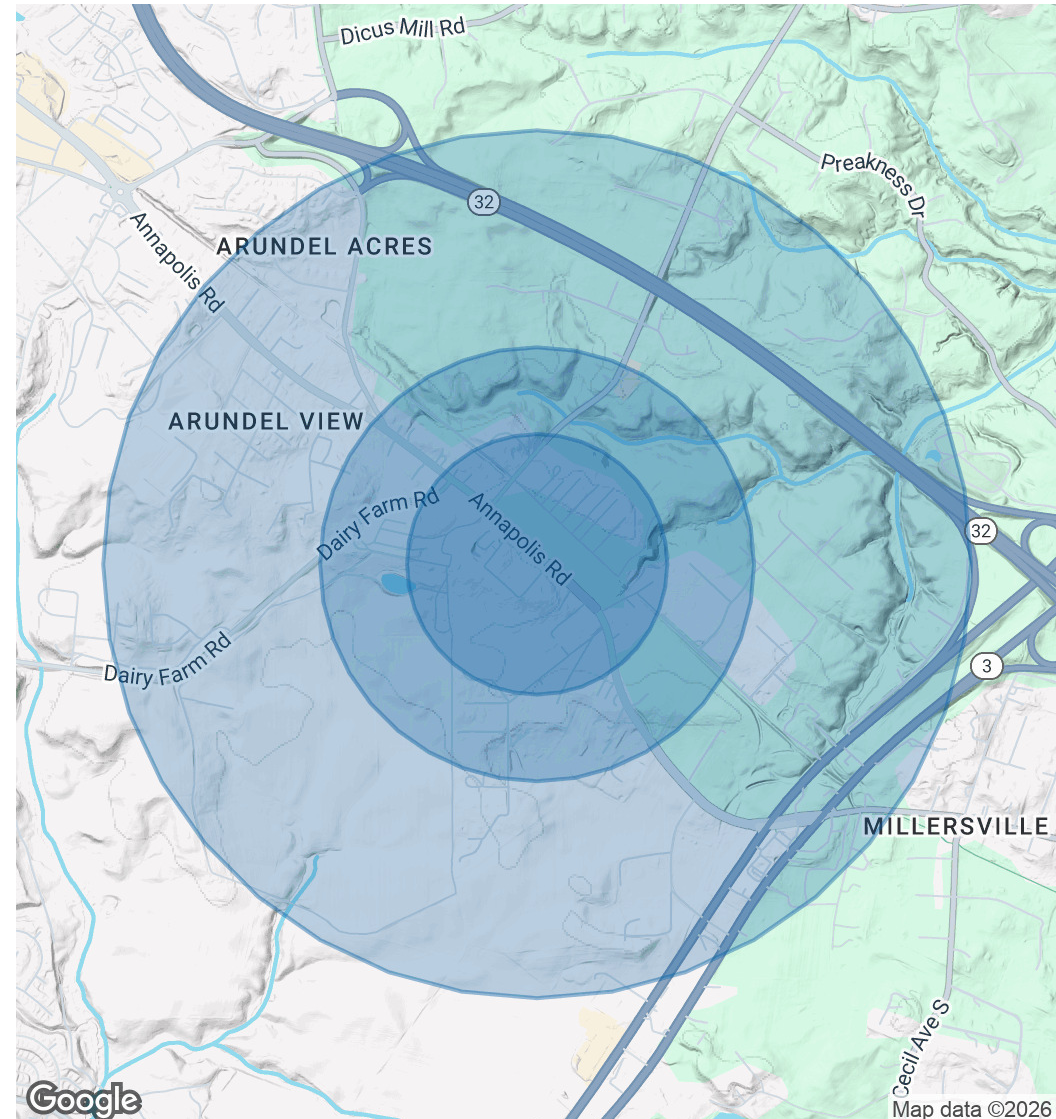 Dicus Mill Rd
Preakness Dr
32
ARUNDEL ACRES
Annapolis Rd
ARUNDEL VIEW
Dairy Farm Rd
Annapolis Rd
32
Dairy Farm Rd
3
MILLERSVILLE
Cecil Ave S
Google
Map data ©2026